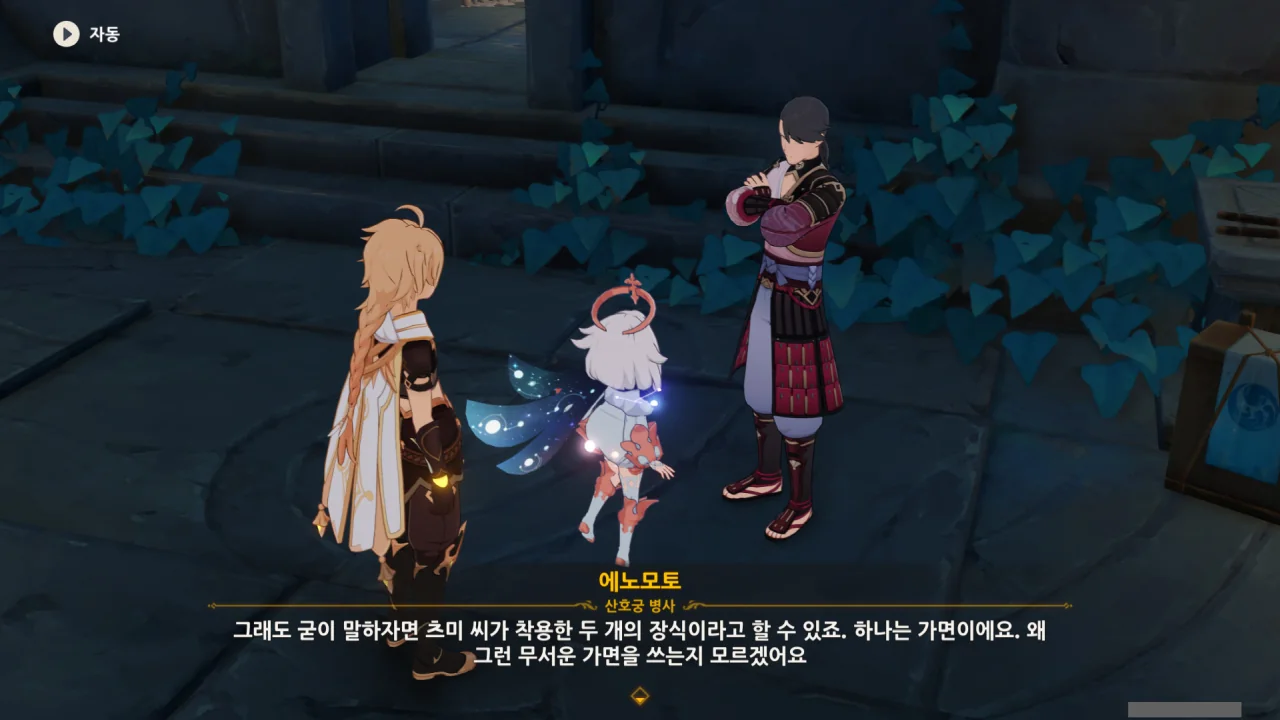 자동
에노모토
산호궁 병사
그래도 굳이 말하자면 츠미 씨가 착용한 두 개의 장식이라고 할 수 있죠. 하나는 가면이에요. 왜
그런 무서운 가면을 쓰는지 모르겠어요